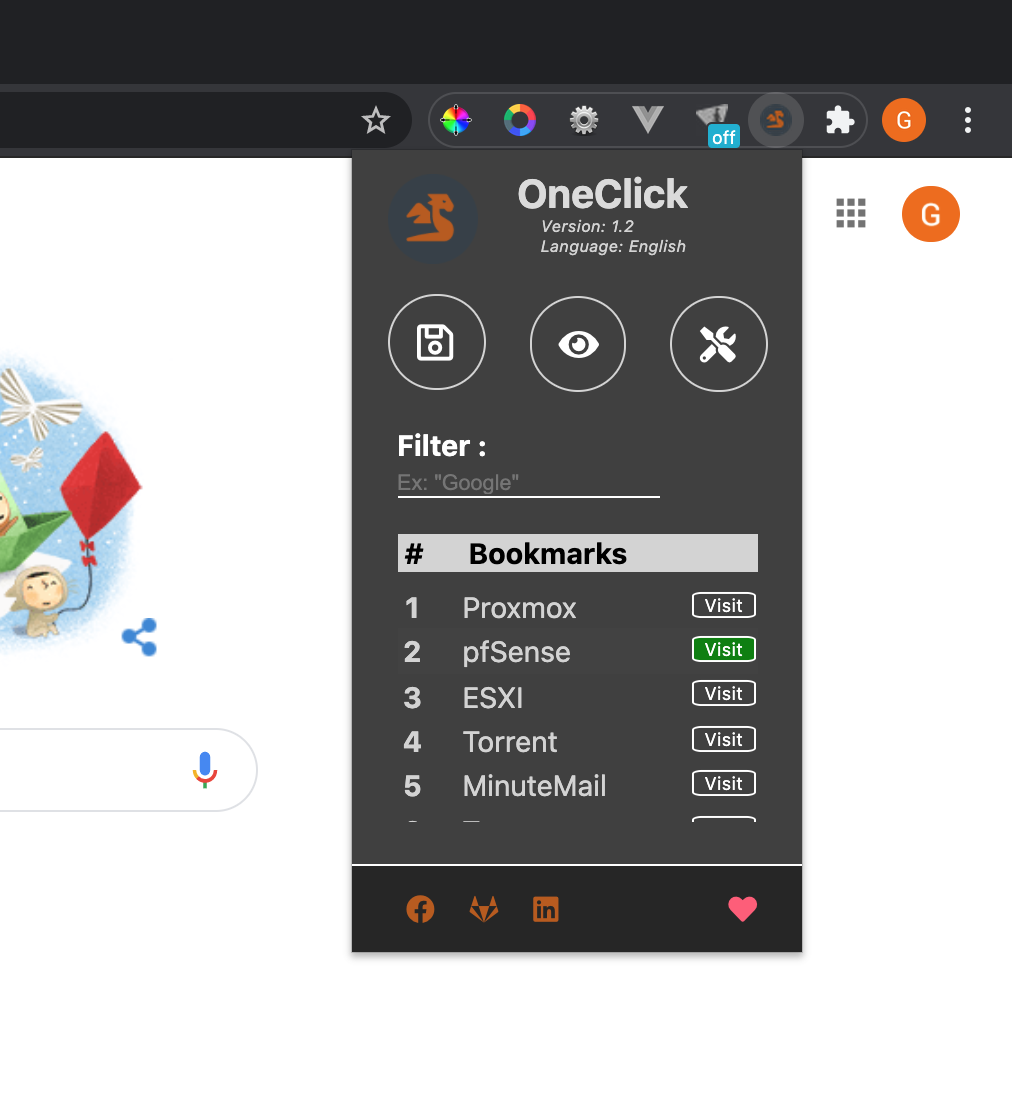 off
G
OneClick
Version: 1.2
Language: English
G
Filter :
Ex: "Google"
# Bookmarks
1 Proxmox Visit
2 pfSense Visit
3 ESXI Visit
4 Torrent Visit
5 MinuteMail Visit
in